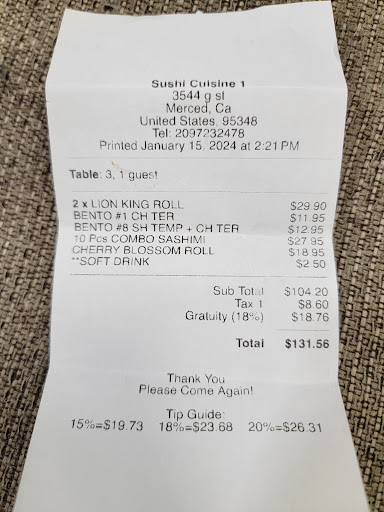 Sushi Cuisine 1
3544 g st
Merced, Ca
United States, 95348
Tel: 2097232478
Printed January 15, 2024 at 2:21 PM
Table: 3, 1 guest
2 x LION KING ROLL $29.90
BENTO #1 CH TER $11.95
BENTO #8 SH TEMP + CH TER $12.95
10 Pcs COMBO SASHIMI $27.95
CHERRY BLOSSOM ROLL $18.95
**SOFT DRINK $2.50
Sub Total $104.20
Tax 1 $8.60
Gratuity (18%) $18.76
Total $131.56
Thank You
Please Come Again!
Tip Guide:
15%=$19.73 18%=$23.68 20%=$26.31